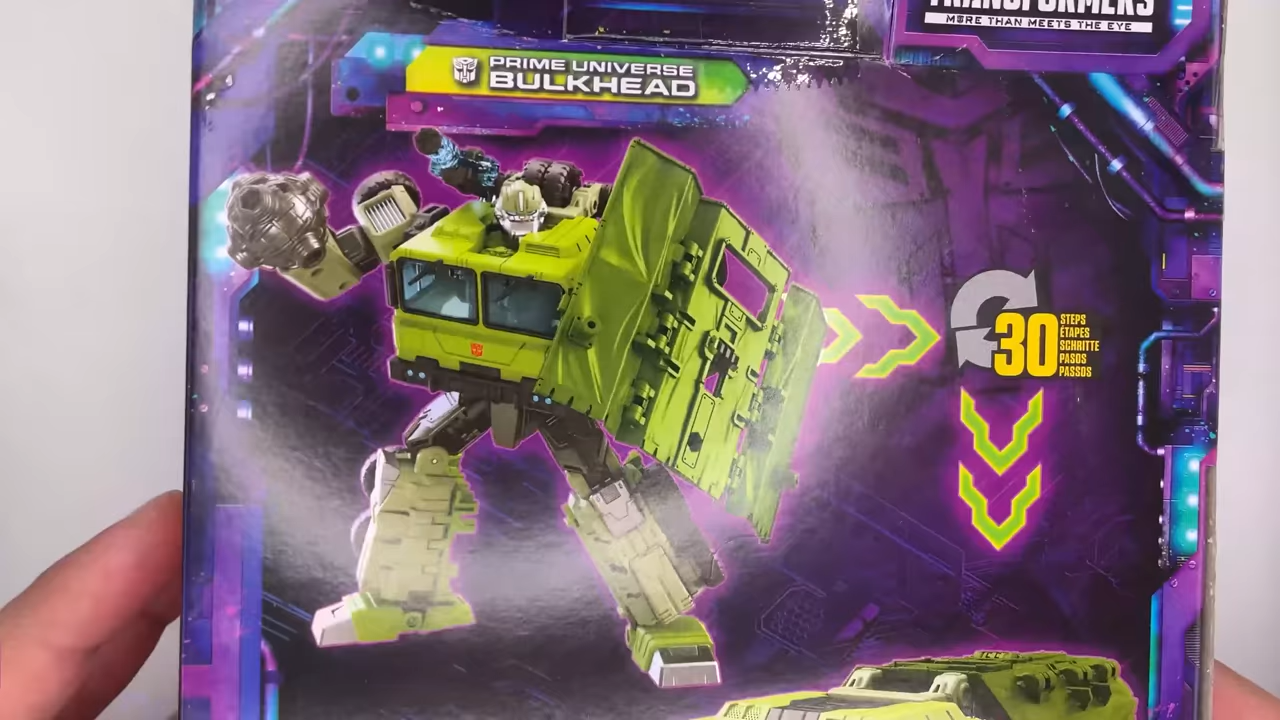 TRANSFORMERS
MORE THAN MEETS THE EYE
PRIME UNIVERSE
BULKHEAD
30
STEPS
ÉTAPES
SCHRITTE
PASOS
PASSOS